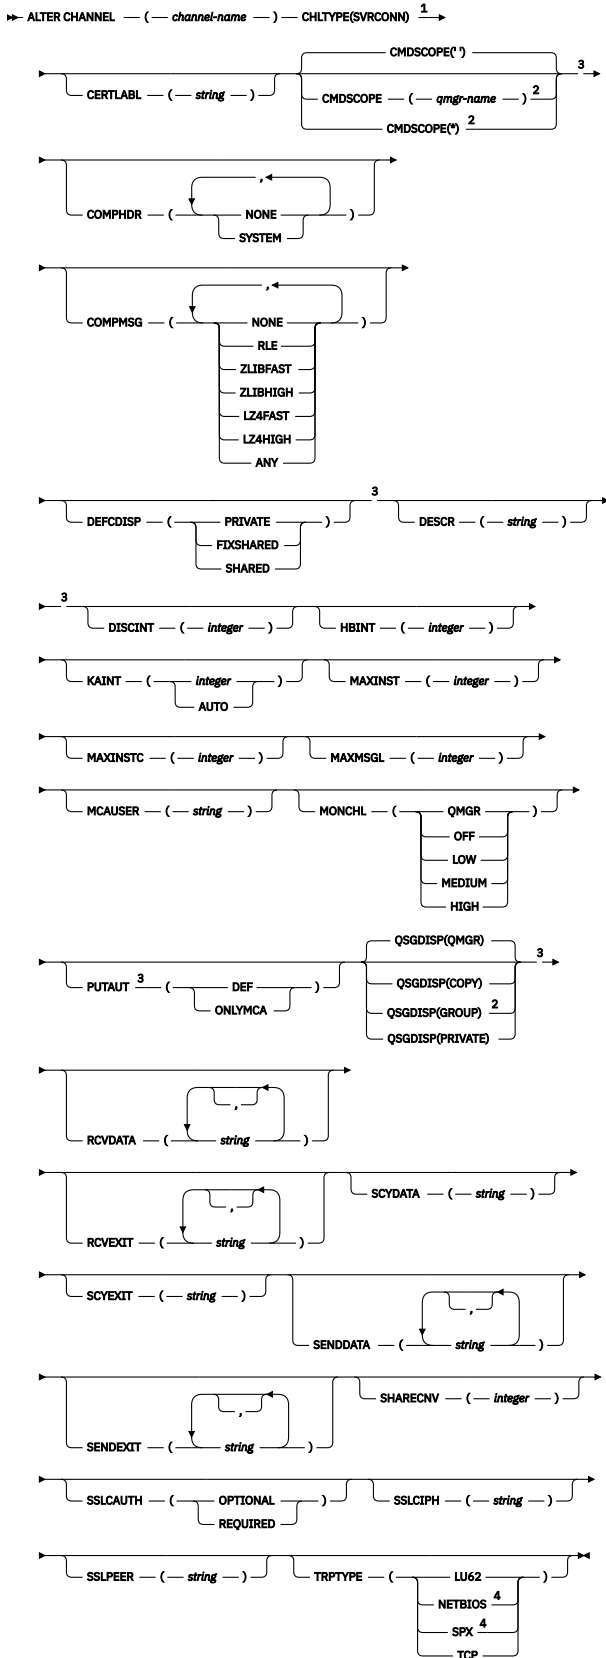 ALTER CHANNEL ( channel-name ) CHLTYPE(SVRCONN) 1
CMDSCOPE(' ')
3
CERTLABL ( string )
CMDSCOPE ( qmgr-name ) 2
CMDSCOPE(*) 2
,
COMPHDR ( NONE )
SYSTEM
,
COMPMSG ( NONE )
RLE
ZLIBFAST
ZLIBHIGH
LZ4FAST
LZ4HIGH
ANY
3
DEFCDISP ( PRIVATE )
DESCR ( string )
FIXSHARED
SHARED
3
DISCINT ( integer )
HBINT ( integer )
KAINT ( integer )
MAXINST ( integer )
AUTO
MAXINSTC ( integer )
MAXMSGL ( integer )
MCAUSER ( string )
MONCHL ( QMGR )
OFF
LOW
MEDIUM
HIGH
QSGDISP(QMGR)
3
PUTAUT 3 ( DEF )
QSGDISP(COPY)
ONLYMCA
QSGDISP(GROUP) 2
QSGDISP(PRIVATE)
,
RCVDATA ( string )
,
SCYDATA ( string )
RCVEXIT ( string )
SCYEXIT ( string )
,
SENDDATA ( string )
,
SHARECNV ( integer )
SENDEXIT ( string )
SSLCAUTH ( OPTIONAL )
SSLCIPH ( string )
REQUIRED
SSLPEER ( string )
TRPTYPE ( LU62 )
NETBIOS 4
SPX 4
TCP